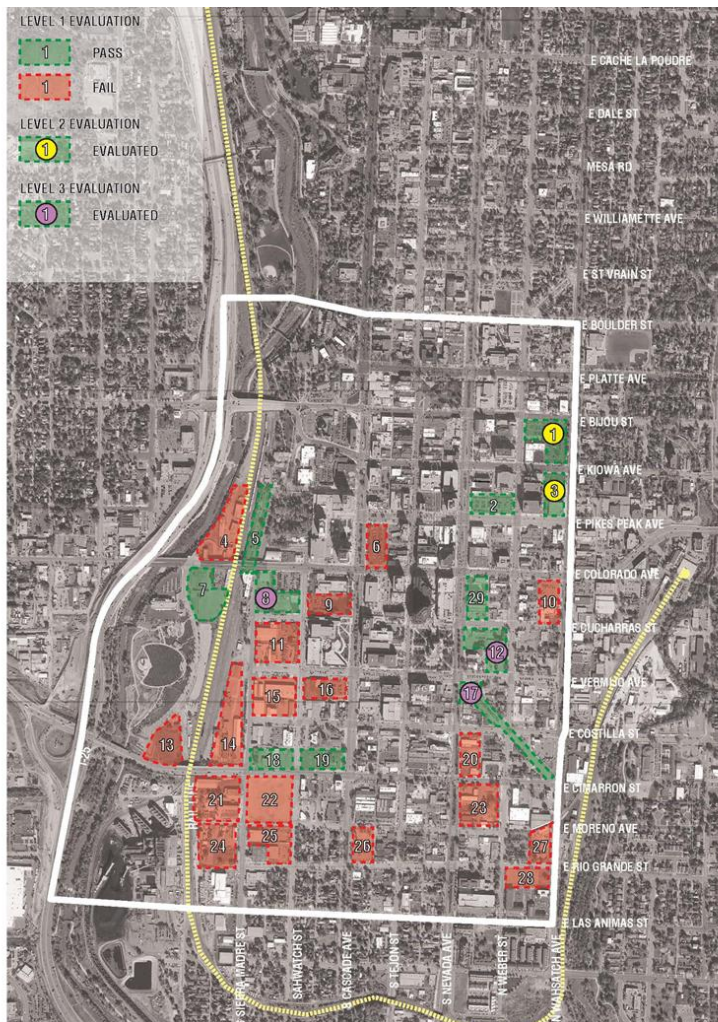 LEVEL 1 EVALUATION
1 PASS
1 FAIL
LEVEL 2 EVALUATION
1 EVALUATED
LEVEL 3 EVALUATION
1 EVALUATED
E CACHE LA POUDRE
E DALE ST
MESA RD
E WILLIAMETTE AVE
E ST VRAIN ST
E BOULDER ST
E PLATTE AVE
E BIJOU ST
1
E KIOWA AVE
3
2
E PIKES PEAK AVE
4
5
6
E COLORADO AVE
7
8
9
29
10
E CUCHARRAS ST
11
12
E VERMIJO AVE
15
16
17
13
14
E COSTILLA ST
18
19
20
I-25
E CIMARRON ST
21
22
23
E MORENO AVE
24
25
26
27
E RIO GRANDE ST
23
E LAS ANIMAS ST
S SIERRA MADRE ST
SAHWATCH ST
S CASCADE AVE
S TEJON ST
S NEVADA AVE
N WEBER ST
N WAHSATCH AVE